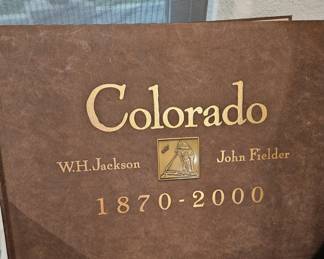 Colorado
W.H.Jackson John Fielder
1870-2000